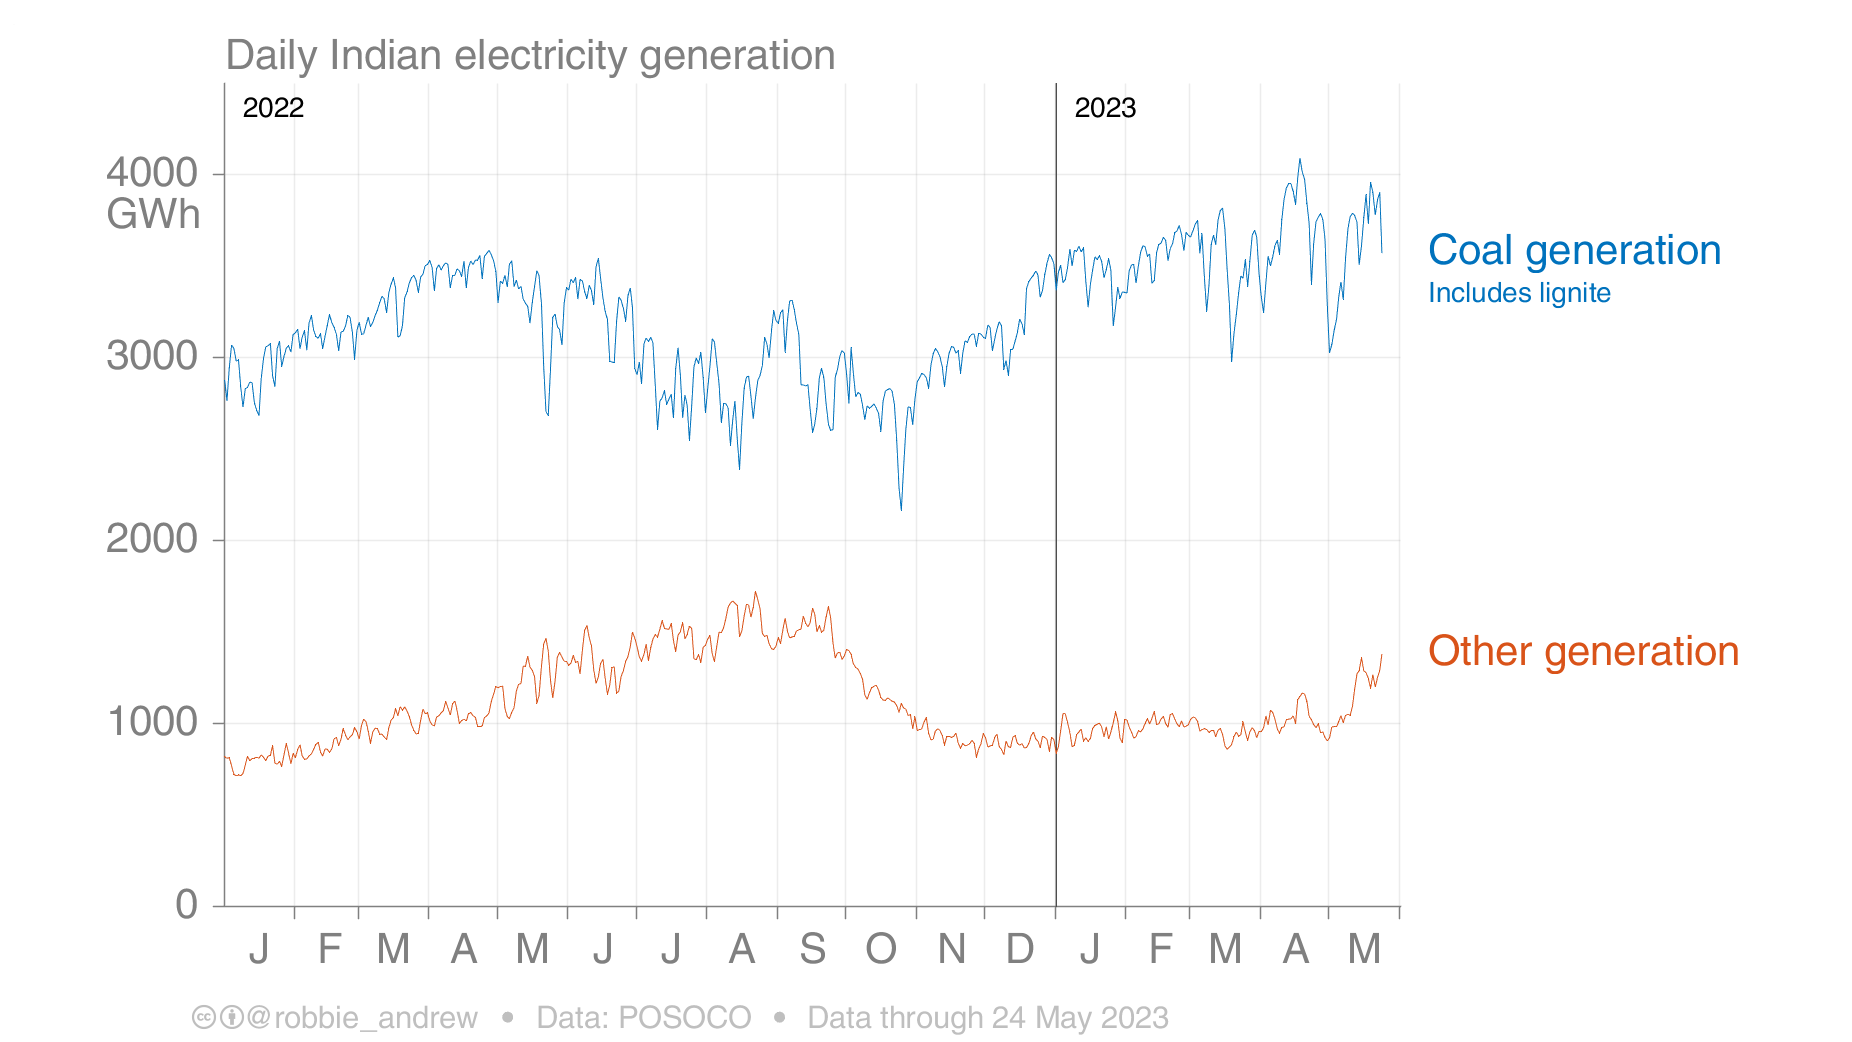 Daily Indian electricity generation
2022
2023
4000
GWh
3000
2000
1000
0
Coal generation
Includes lignite
Other generation
J F M A M J J A S O N D J F M A M
cc @robbie_andrew • Data: POSOCO • Data through 24 May 2023